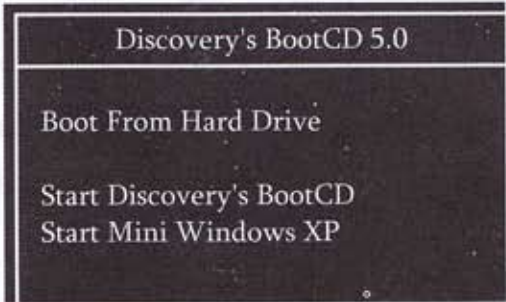 Discovery's BootCD 5.0
Boot From Hard Drive
Start Discovery's BootCD
Start Mini Windows XP